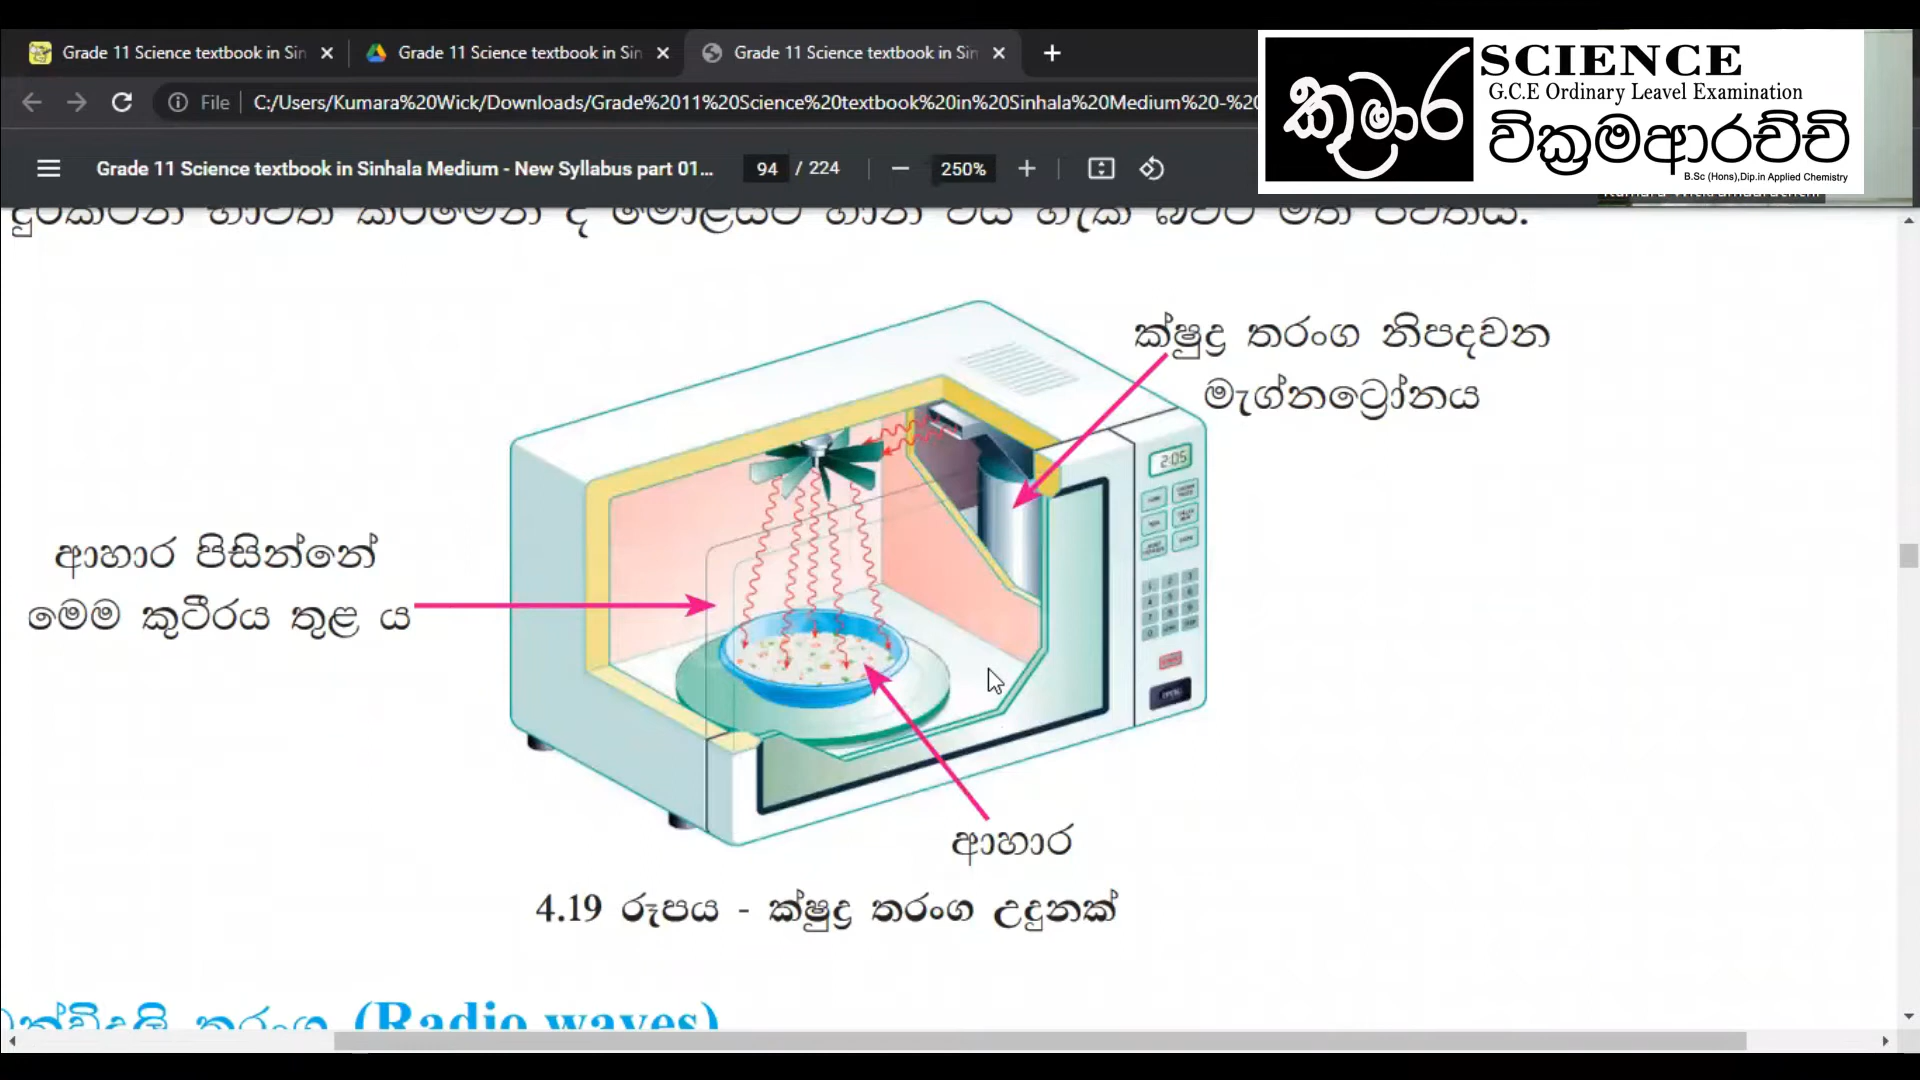 Grade 11 Science textbook in Sin
Grade 11 Science textbook in Sin
Grade 11 Science textbook in Sin
File
C:/Users/Kumara%20Wick/Downloads/Grade%2011%20Science%20textbook%20in%20Sinhala%20Medium%20-%20
Grade 11 Science textbook in Sinhala Medium - New Syllabus part 01...
94 / 224
250%
කුමාර
SCIENCE
G.C.E Ordinary Leavel Examination
වික්‍රමආරච්චි
B.Sc (Hons),Dip.in Applied Chemistry
ක්ෂුද්‍ර තරංග නිපදවන
මැග්නට්‍රෝනය
2:05
ආහාර පිසින්නේ
මෙම කුටීරය තුළ ය
ආහාර
4.19 රූපය - ක්ෂුද්‍ර තරංග උදුනක්
(Radio waves)